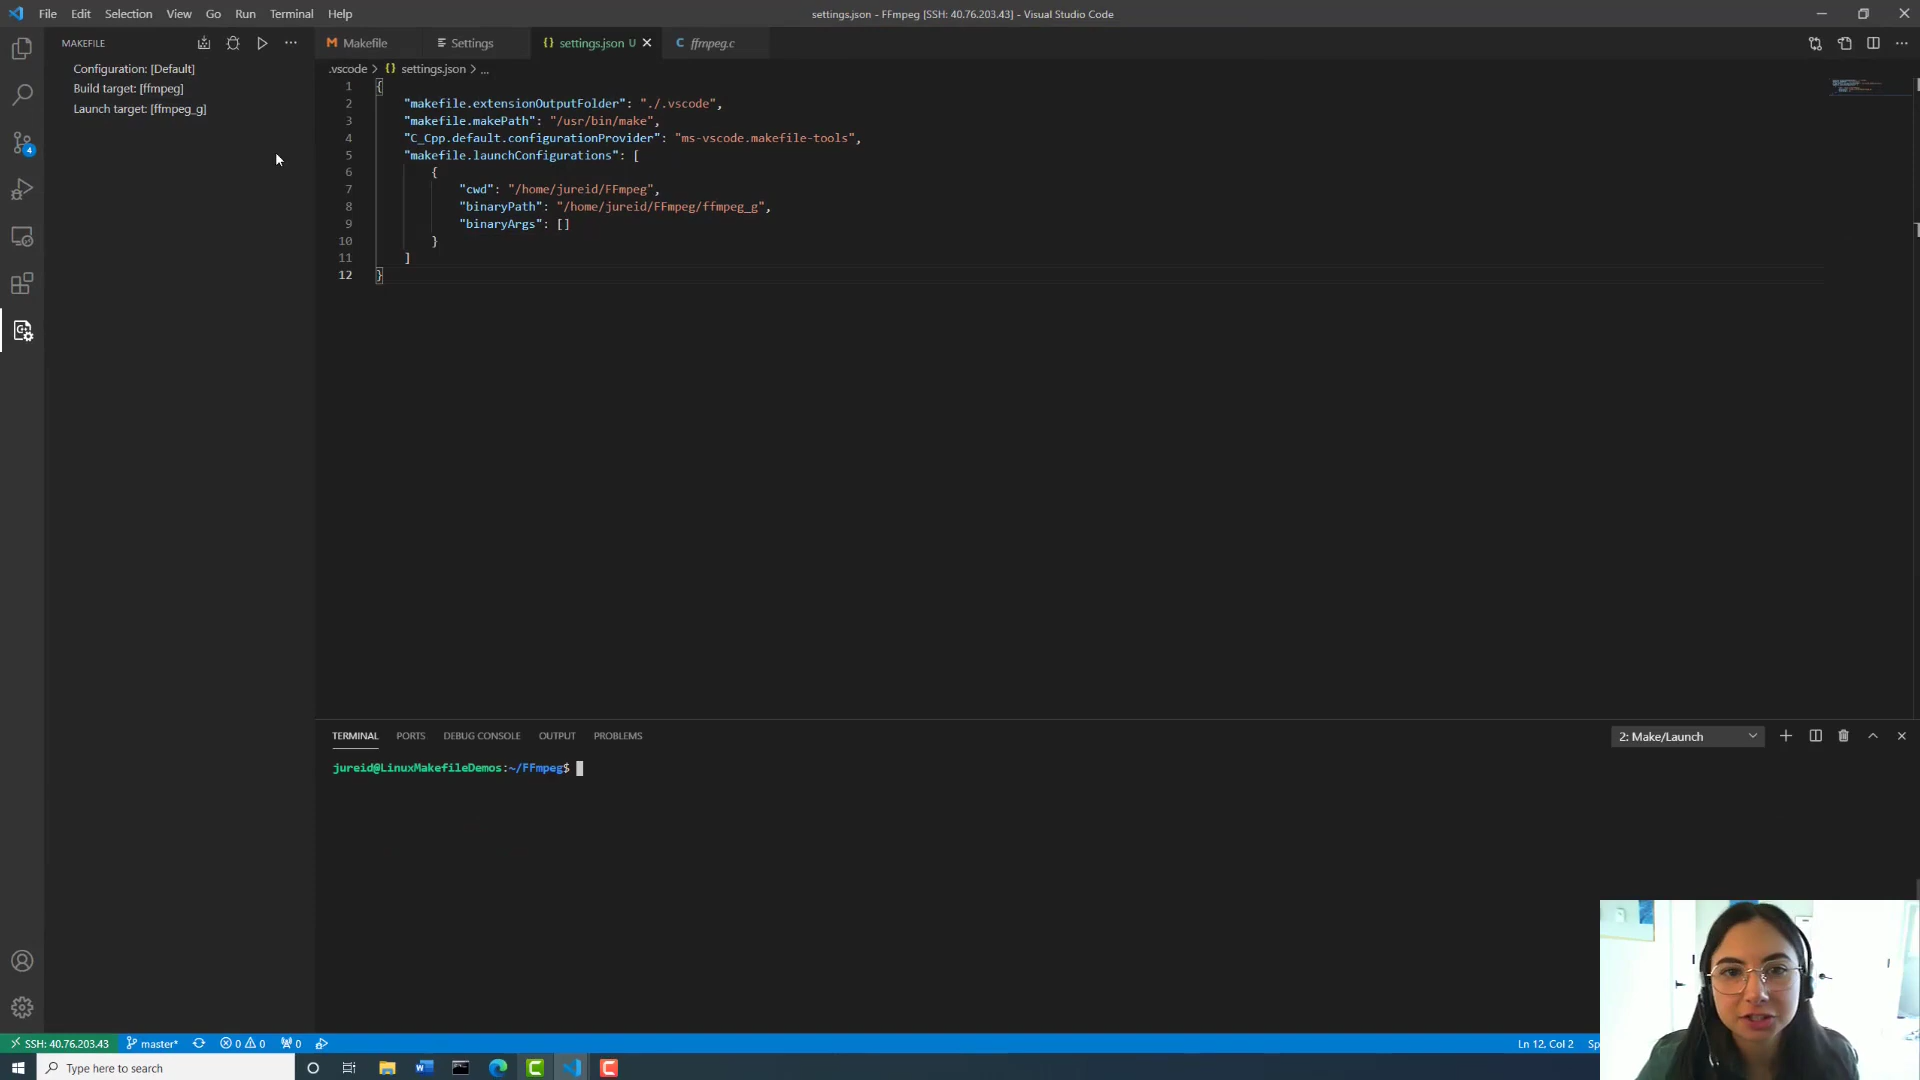 File Edit Selection View Go Run Terminal Help
settings.json - FFmpeg [SSH: 40.76.203.43] - Visual Studio Code
MAKEFILE
Configuration: [Default]
Build target: [ffmpeg]
Launch target: [ffmpeg_g]
4
Makefile Settings settings.json U ffmpeg.c
.vscode > {} settings.json > ...
1 {
2 "makefile.extensionOutputFolder": "./.vscode",
3 "makefile.makePath": "/usr/bin/make",
4 "C_Cpp.default.configurationProvider": "ms-vscode.makefile-tools",
5 "makefile.launchConfigurations": [
6 {
7 "cwd": "/home/jureid/FFmpeg",
8 "binaryPath": "/home/jureid/FFmpeg/ffmpeg_g",
9 "binaryArgs": []
10 }
11 ]
12 }
TERMINAL PORTS DEBUG CONSOLE OUTPUT PROBLEMS
2: Make/Launch
jureid@LinuxMakefileDemos:~/FFmpeg$
SSH: 40.76.203.43 master* 0 0 0
Ln 12, Col 2
Type here to search